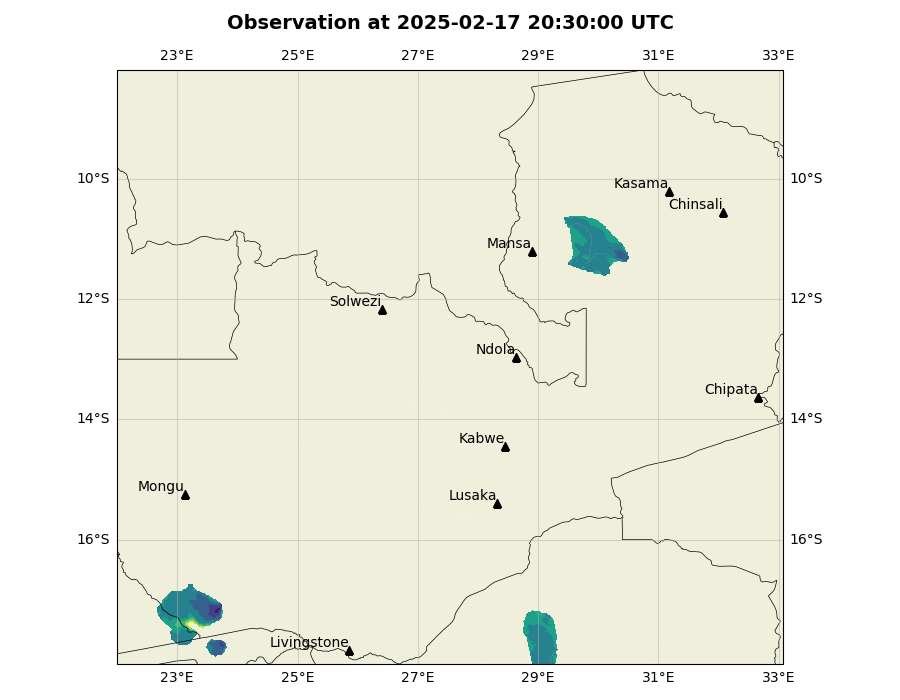 Observation at 2025-02-17 20:30:00 UTC
23°E 25°E 27°E 29°E 31°E 33°E
10°S Kasama 10°S
Chinsali
Mansa
12°S Solwezi 12°S
Ndola
Chipata
14°S 14°S
Kabwe
Mongu
Lusaka
16°S 16°S
Livingstone
23°E 25°E 27°E 29°E 31°E 33°E